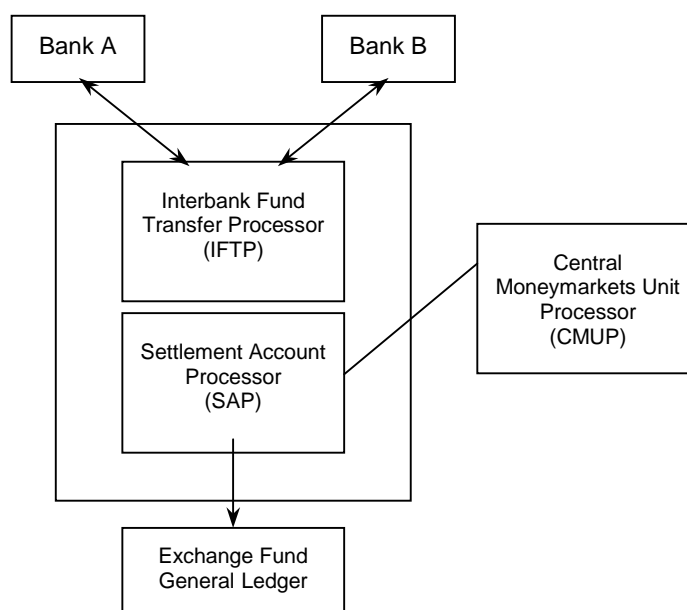 Bank A
Bank B
Interbank Fund
Transfer Processor
(IFTP)
Central
Moneymarkets Unit
Processor
(CMUP)
Settlement Account
Processor
(SAP)
Exchange Fund
General Ledger